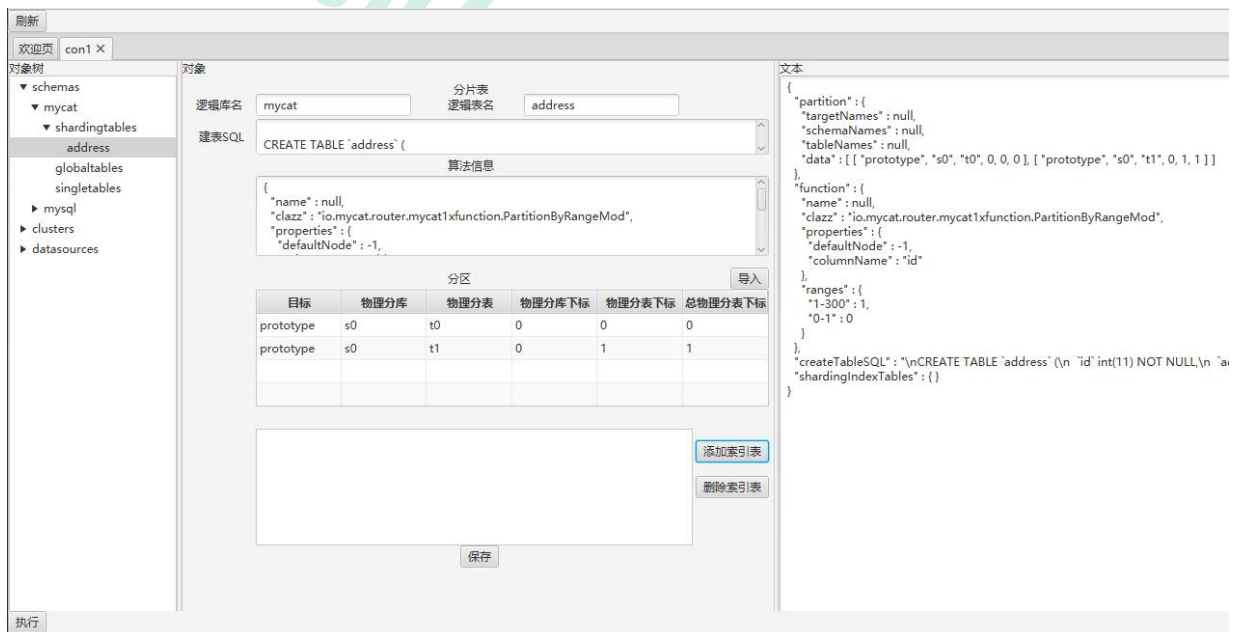 刷新
欢迎页 con1 ×
对象树
schemas
mycat
shardingtables
address
globaltables
singletables
mysql
clusters
datasources
对象
分片表
逻辑库名 mycat 逻辑表名 address
建表SQL
CREATE TABLE `address` (
算法信息
{
"name" : null,
"clazz" : "io.mycat.router.mycat1xfunction.PartitionByRangeMod",
"properties" : {
"defaultNode" : -1,
分区 导入
目标 物理分库 物理分表 物理分库下标 物理分表下标 总物理分表下标
prototype s0 t0 0 0 0
prototype s0 t1 0 1 1
添加索引表
删除索引表
保存
文本
{
"partition" : {
"targetNames" : null,
"schemaNames" : null,
"tableNames" : null,
"data" : [ [ "prototype", "s0", "t0", 0, 0, 0 ], [ "prototype", "s0", "t1", 0, 1, 1 ] ]
},
"function" : {
"name" : null,
"clazz" : "io.mycat.router.mycat1xfunction.PartitionByRangeMod",
"properties" : {
"defaultNode" : -1,
"columnName" : "id"
},
"ranges" : {
"1-300" : 1,
"0-1" : 0
}
},
"createTableSQL" : "\nCREATE TABLE `address` (\n `id` int(11) NOT NULL,\n
"shardingIndexTables" : { }
}
执行